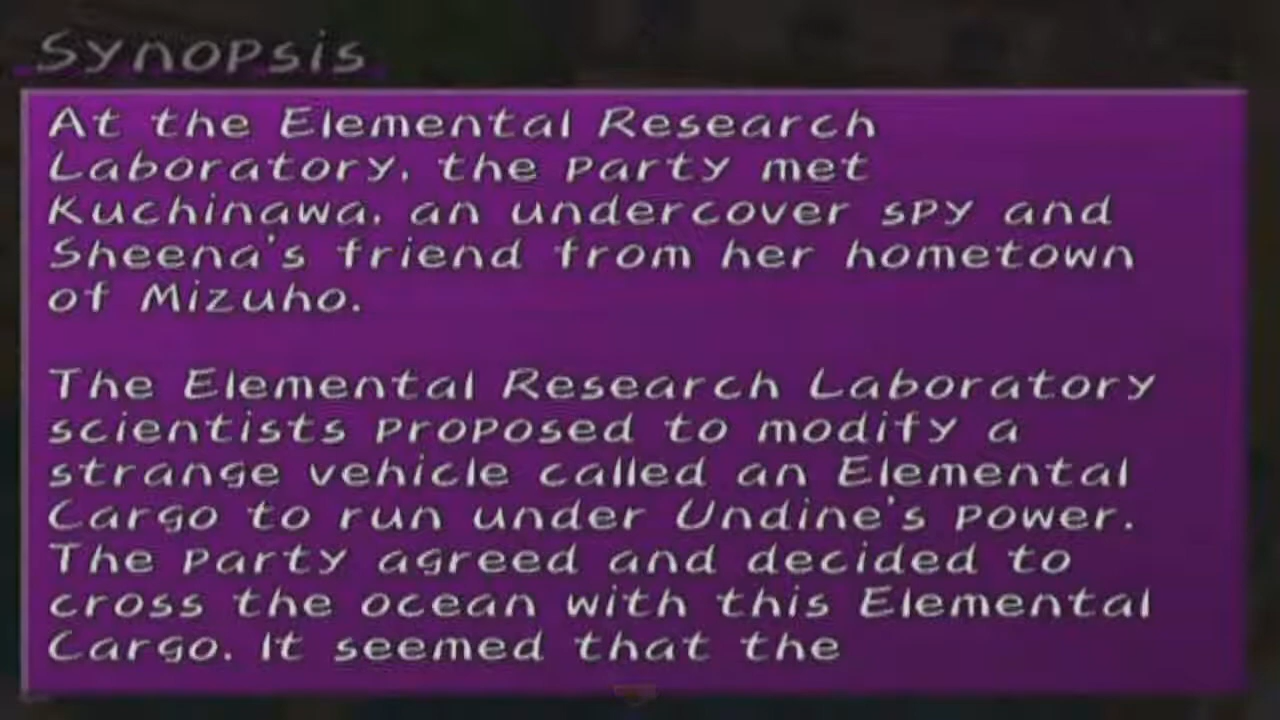 Synopsis
At the Elemental Research
Laboratory, the party met
Kuchinawa, an undercover spy and
Sheena's friend from her hometown
of Mizuho.
The Elemental Research Laboratory
scientists proposed to modify a
strange vehicle called an Elemental
Cargo to run under Undine's power.
The party agreed and decided to
cross the ocean with this Elemental
Cargo. It seemed that the